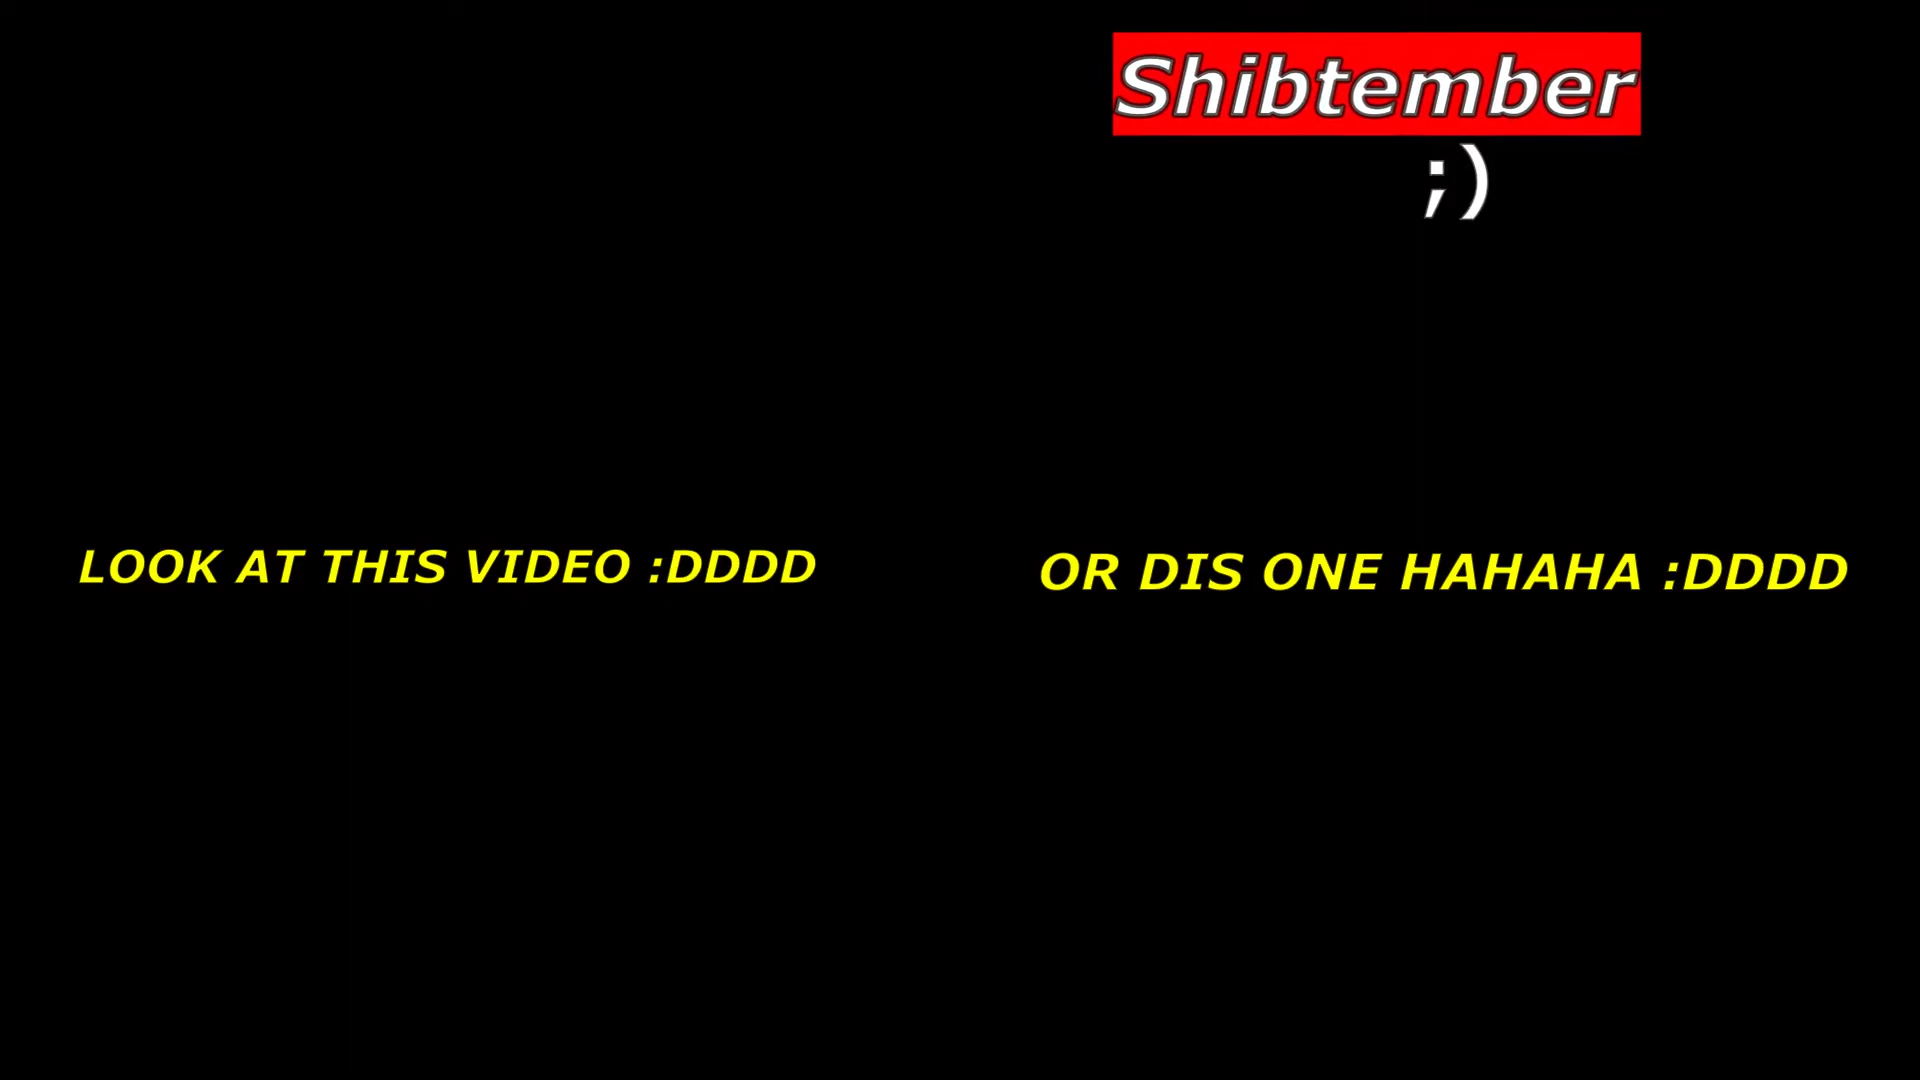 Shibtember
;)
LOOK AT THIS VIDEO :DDDD
OR DIS ONE HAHAHA :DDDD